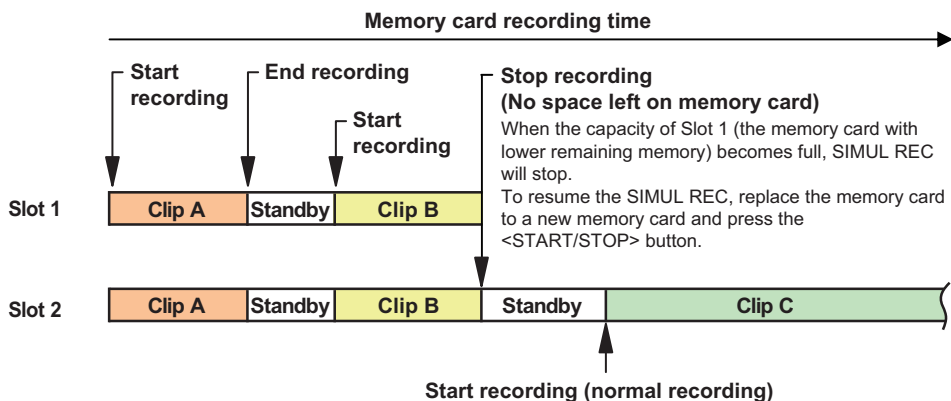 Memory card recording time
Start
recording
End recording
Start
recording
Stop recording
(No space left on memory card)
When the capacity of Slot 1 (the memory card with
lower remaining memory) becomes full, SIMUL REC
will stop.
To resume the SIMUL REC, replace the memory card
to a new memory card and press the
<START/STOP> button.
Slot 1
Clip A
Standby
Clip B
Slot 2
Clip A
Standby
Clip B
Standby
Clip C
Start recording (normal recording)